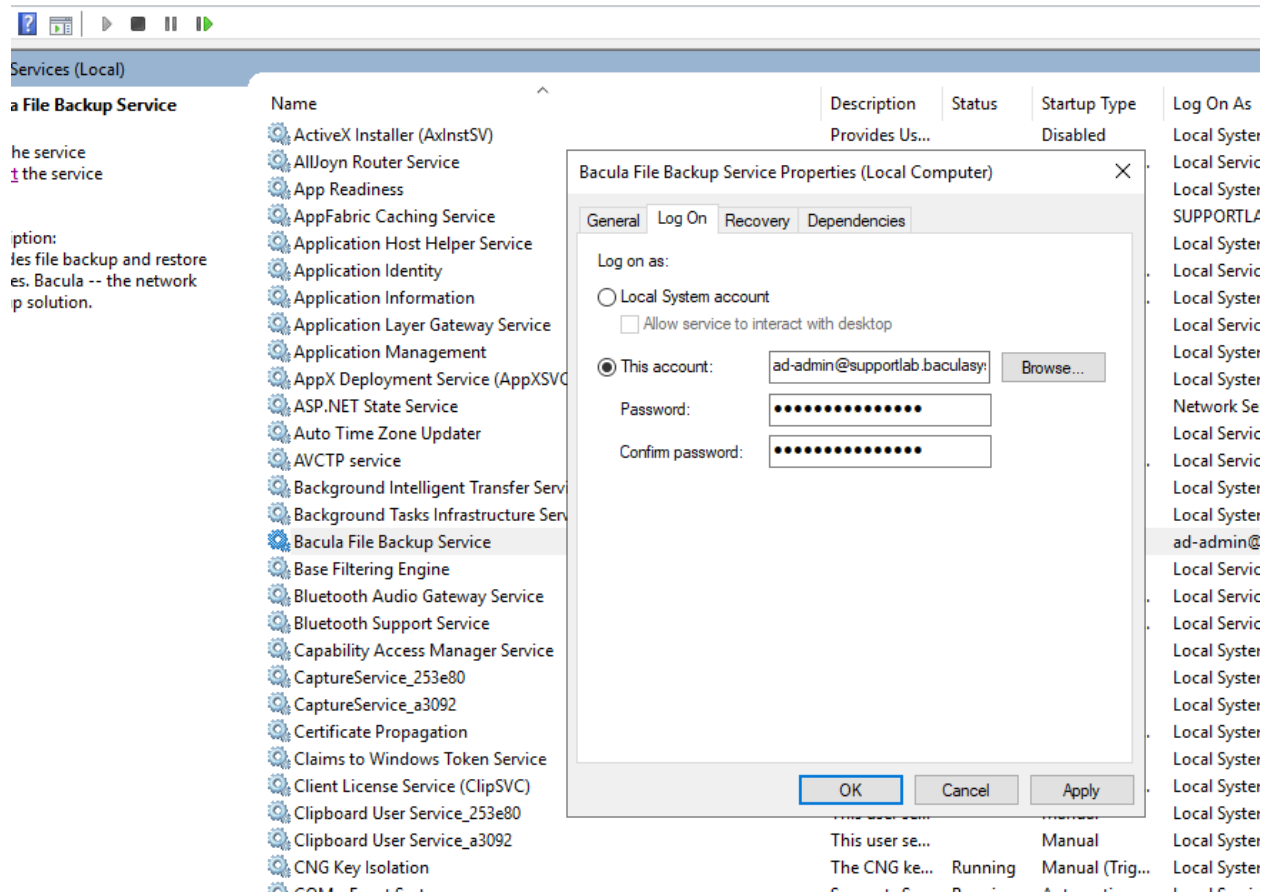 Services (Local)
a File Backup Service
he service
t the service
iption:
des file backup and restore
es. Bacula -- the network
p solution.
Name Description Status Startup Type Log On As
ActiveX Installer (AxInstSV) Provides Us... Disabled Local System
AllJoyn Router Service Local Servic
App Readiness Local Syster
AppFabric Caching Service SUPPORTLA
Application Host Helper Service Local Syster
Application Identity Local Servic
Application Information Local Syster
Application Layer Gateway Service Local Servic
Application Management Local Syster
AppX Deployment Service (AppXSVC Local Syster
ASP.NET State Service Network Se
Auto Time Zone Updater Local Servic
AVCTP service Local Servic
Background Intelligent Transfer Servi Local Syster
Background Tasks Infrastructure Serv Local Syster
Bacula File Backup Service ad-admin@
Base Filtering Engine Local Servic
Bluetooth Audio Gateway Service Local Servic
Bluetooth Support Service Local Servic
Capability Access Manager Service Local Syster
CaptureService_253e80 Local Syster
CaptureService_a3092 Local Syster
Certificate Propagation Local Syster
Claims to Windows Token Service Local Syster
Client License Service (ClipSVC) Local Syster
Clipboard User Service_253e80 Local Syster
Clipboard User Service_a3092 This user se... Manual Local Syster
CNG Key Isolation The CNG ke... Running Manual (Trig... Local Syster
Bacula File Backup Service Properties (Local Computer)
General Log On Recovery Dependencies
Log on as:
Local System account
Allow service to interact with desktop
This account: ad-admin@supportlab.baculasy: Browse...
Password: ●●●●●●●●●●●●●●●
Confirm password: ●●●●●●●●●●●●●●●
OK Cancel Apply